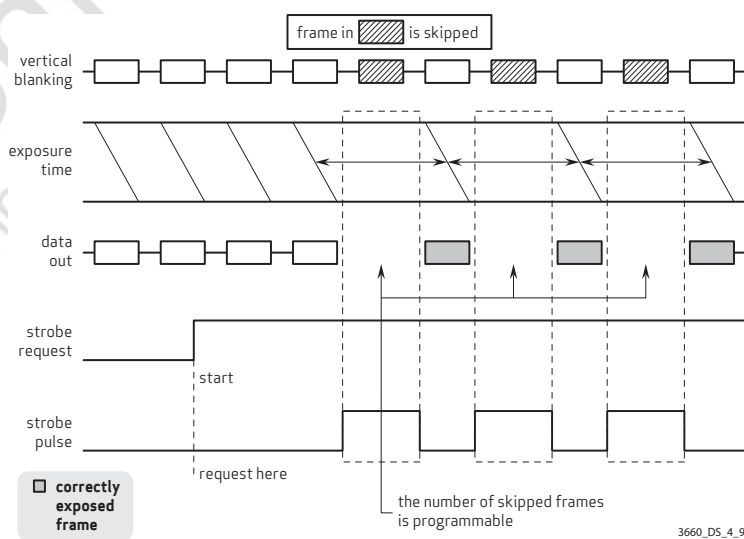 frame in is skipped
vertical
blanking
exposure
time
data
out
strobe
request
start
strobe
pulse
request here
correctly
exposed
frame
the number of skipped frames
is programmable
3660_DS_4_9